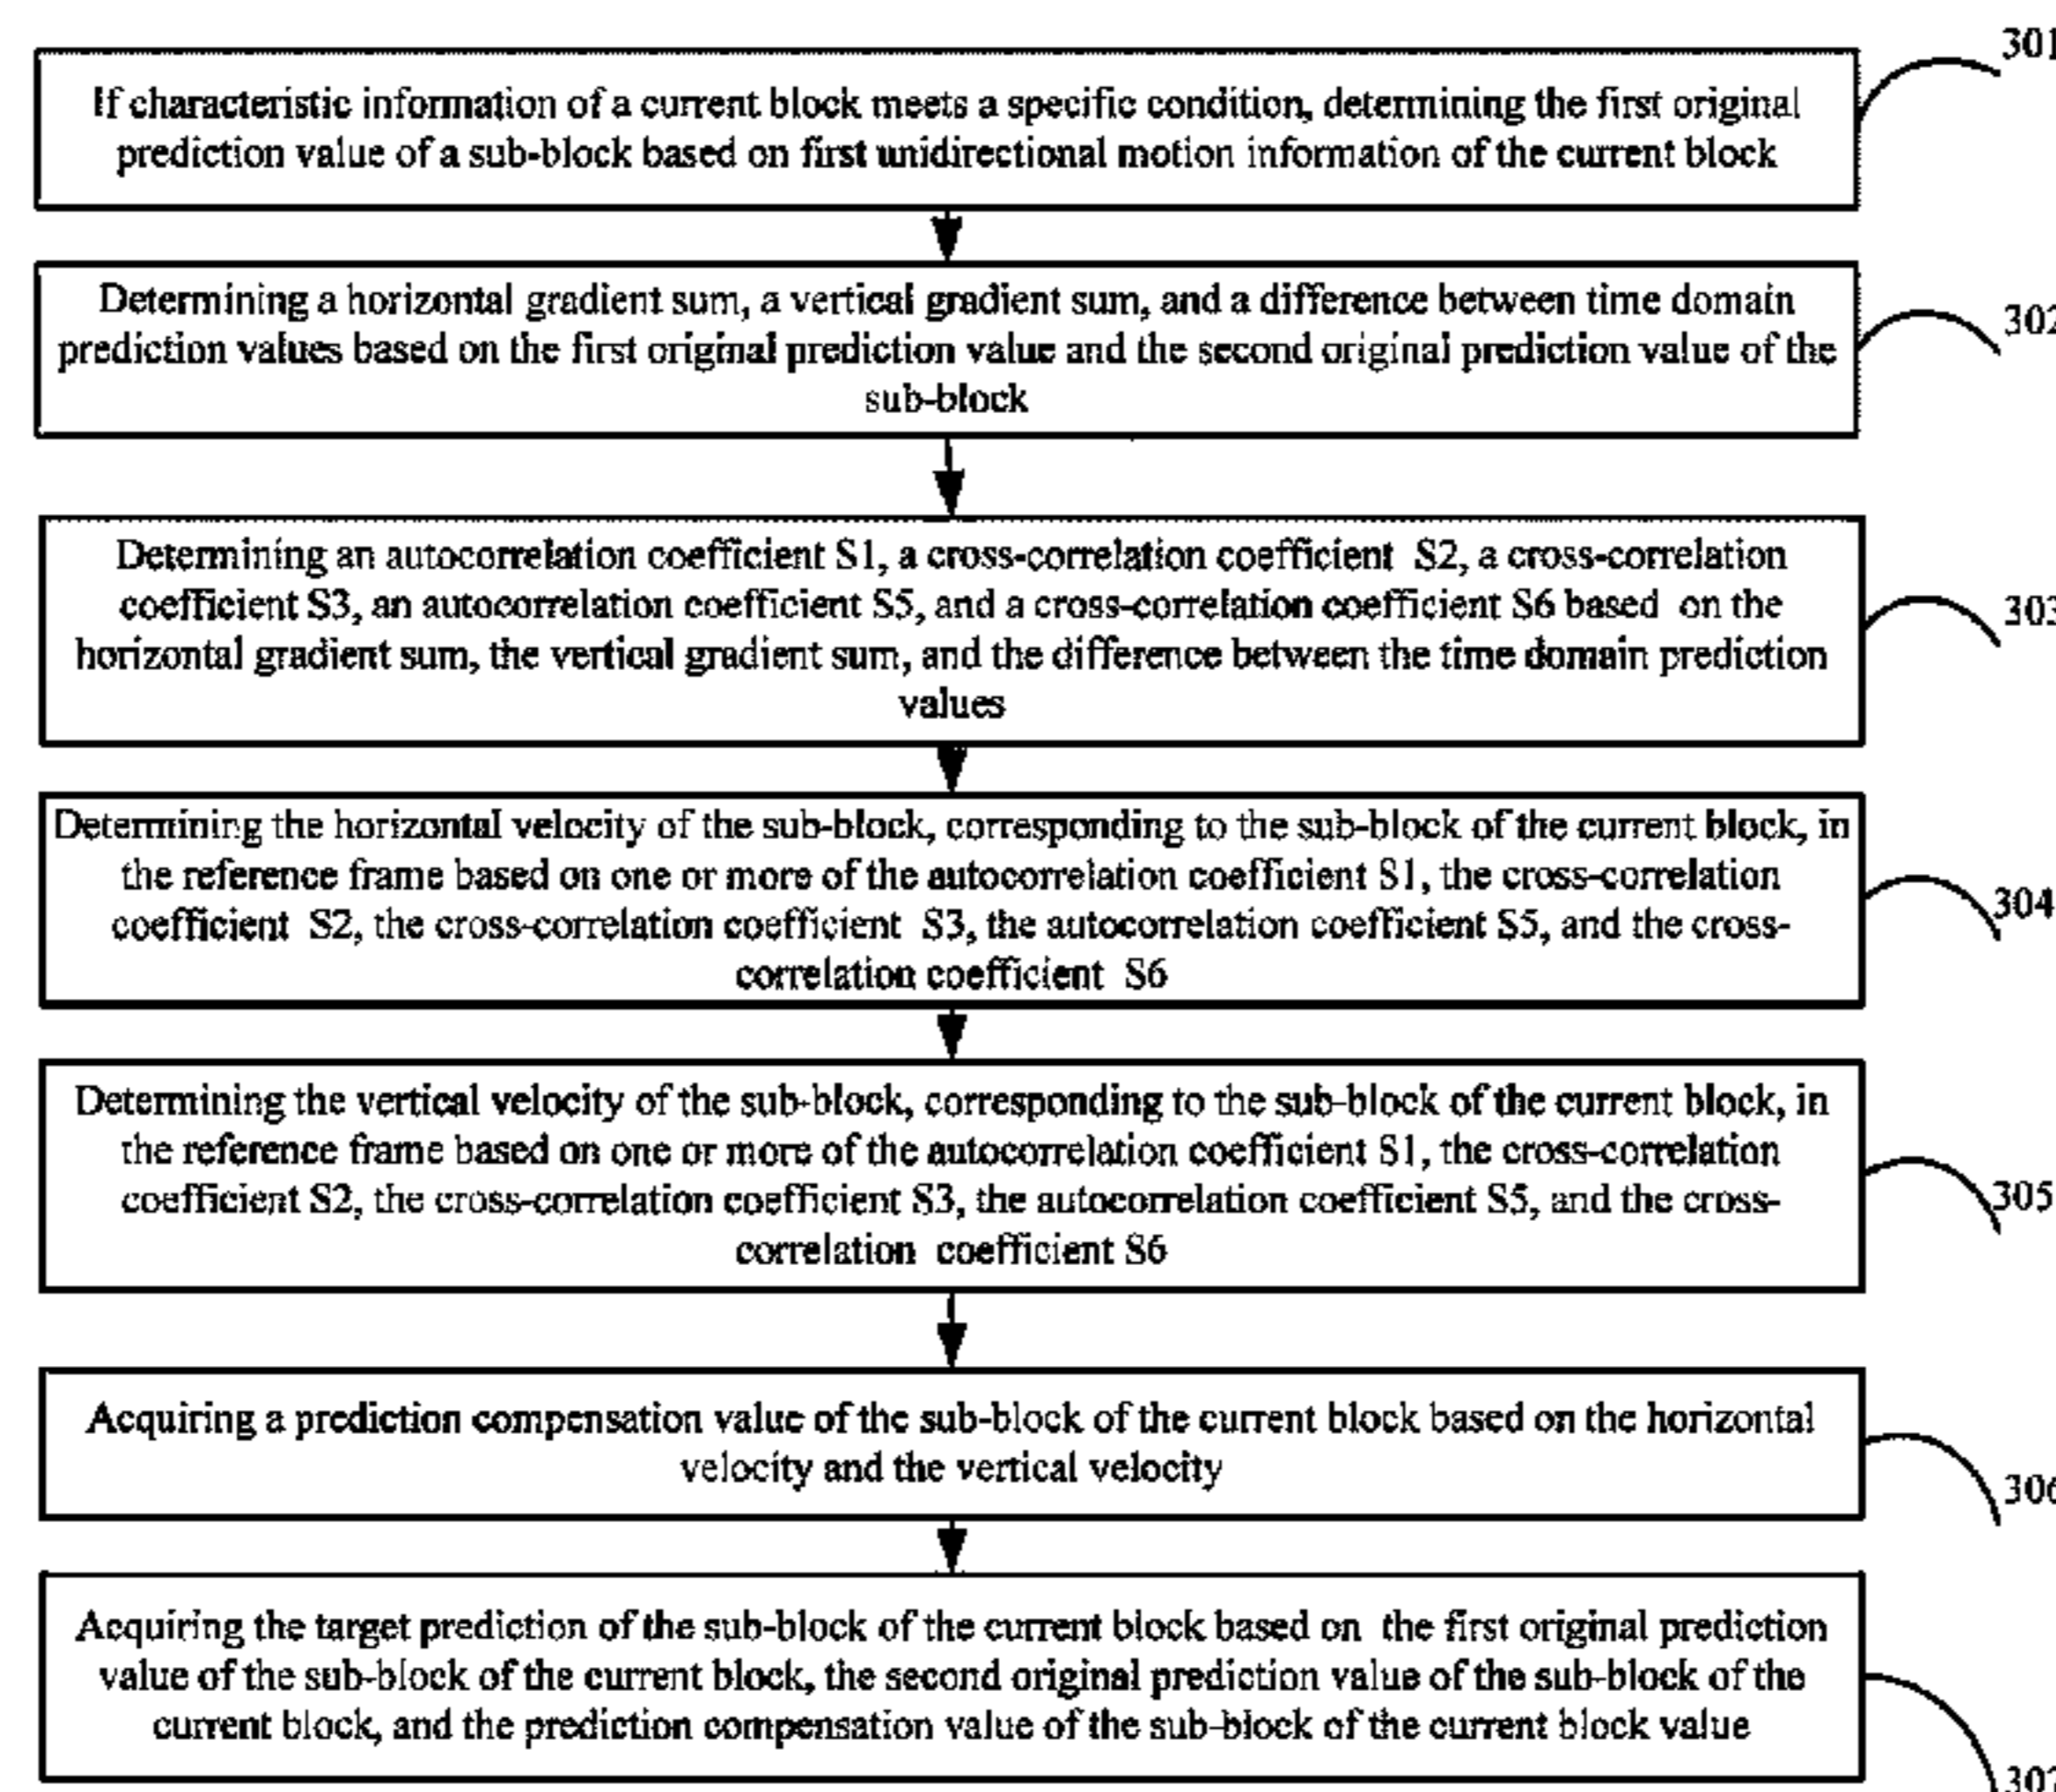 301
If characteristic information of a current block meets a specific condition, determining the first original
prediction value of a sub-block based on first unidirectional motion information of the current block
302
Determining a horizontal gradient sum, a vertical gradient sum, and a difference between time domain
prediction values based on the first original prediction value and the second original prediction value of the
sub-block
303
Determining an autocorrelation coefficient S1, a cross-correlation coefficient S2, a cross-correlation
coefficient S3, an autocorrelation coefficient S5, and a cross-correlation coefficient S6 based on the
horizontal gradient sum, the vertical gradient sum, and the difference between the time domain prediction
values
304
Determining the horizontal velocity of the sub-block, corresponding to the sub-block of the current block, in
the reference frame based on one or more of the autocorrelation coefficient S1, the cross-correlation
coefficient S2, the cross-correlation coefficient S3, the autocorrelation coefficient S5, and the cross-
correlation coefficient S6
305
Determining the vertical velocity of the sub-block, corresponding to the sub-block of the current block, in
the reference frame based on one or more of the autocorrelation coefficient S1, the cross-correlation
coefficient S2, the cross-correlation coefficient S3, the autocorrelation coefficient S5, and the cross-
correlation coefficient S6
306
Acquiring a prediction compensation value of the sub-block of the current block based on the horizontal
velocity and the vertical velocity
Acquiring the target prediction of the sub-block of the current block based on the first original prediction
value of the sub-block of the current block, the second original prediction value of the sub-block of the
current block, and the prediction compensation value of the sub-block of the current block value
307